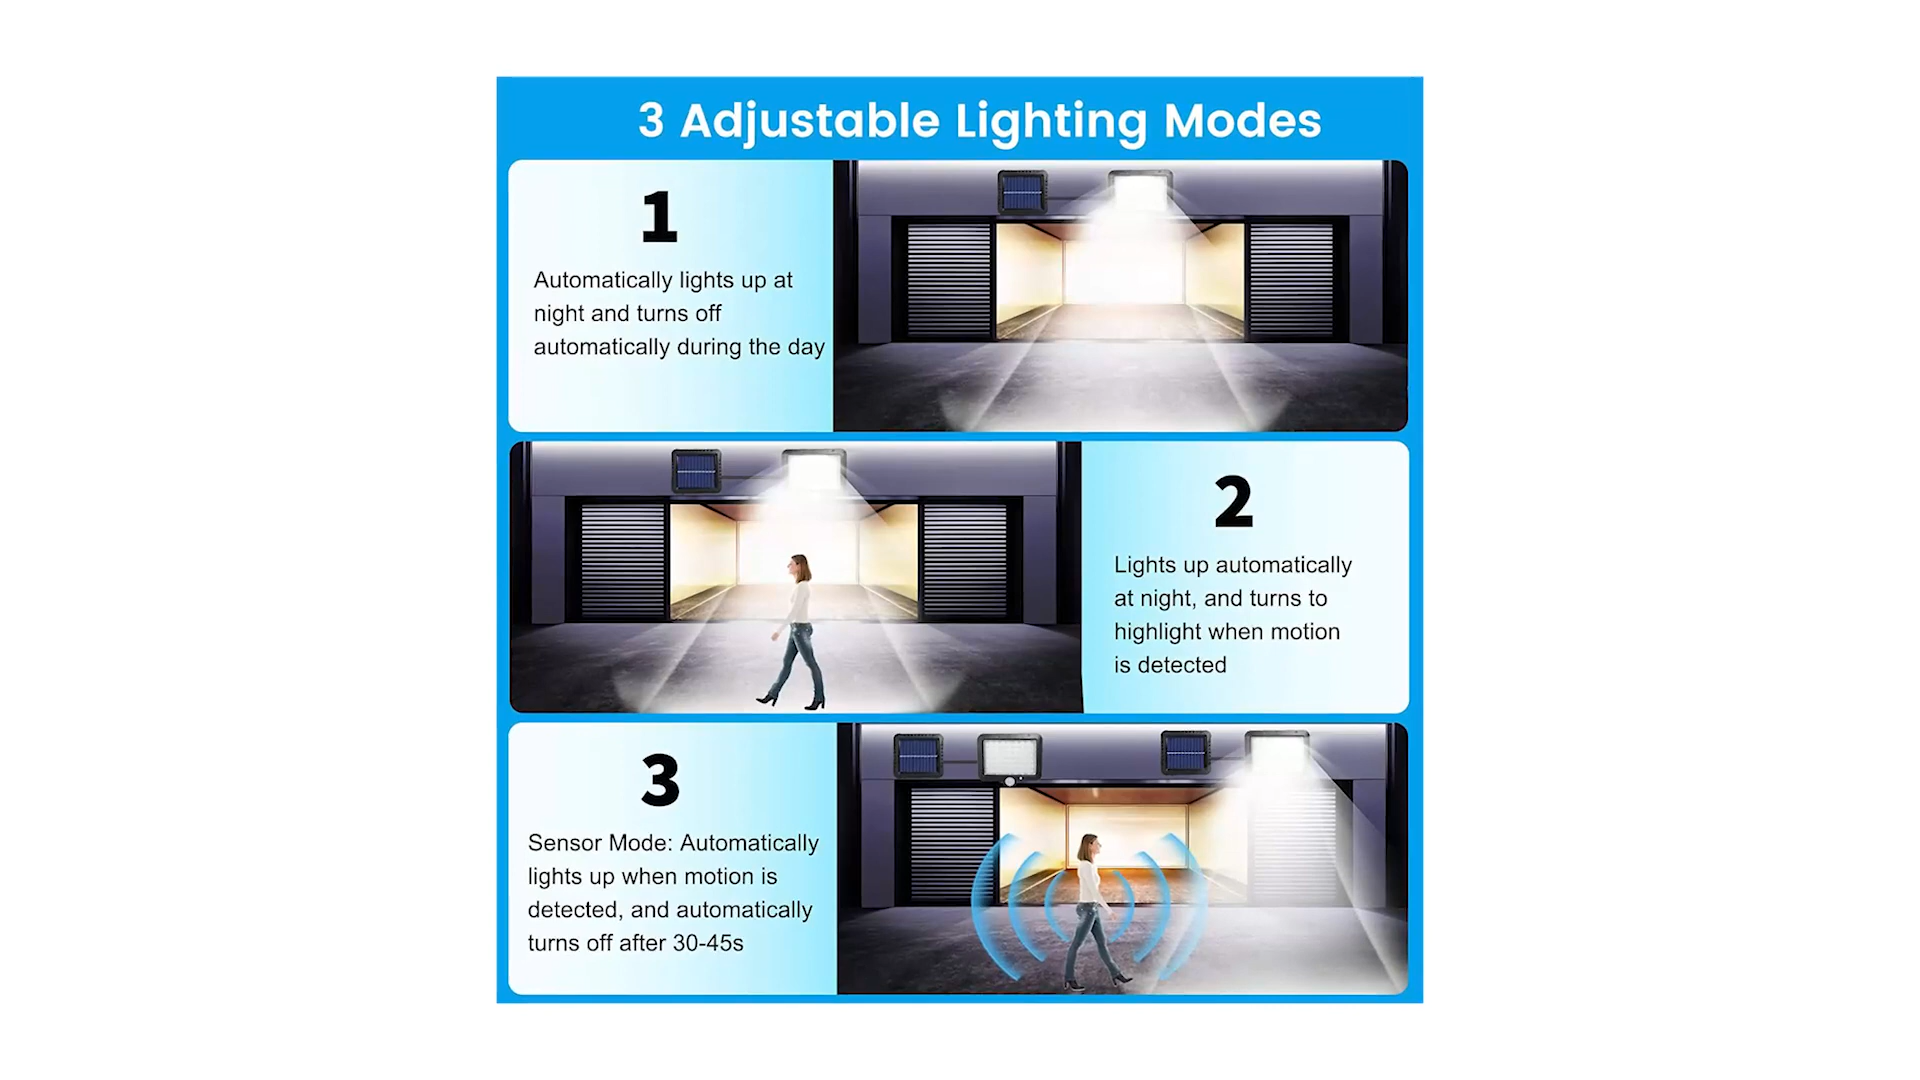 3 Adjustable Lighting Modes
1
Automatically lights up at
night and turns off
automatically during the day
2
Lights up automatically
at night, and turns to
highlight when motion
is detected
3
Sensor Mode: Automatically
lights up when motion is
detected, and automatically
turns off after 30-45s